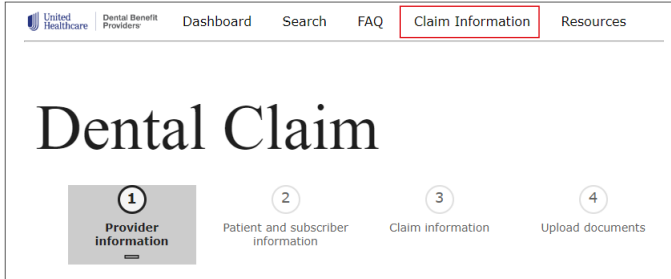 United Healthcare Dental Benefit Providers Dashboard Search FAQ Claim Information Resources
Dental Claim
1 2 3 4
Provider information
Patient and subscriber information
Claim information
Upload documents